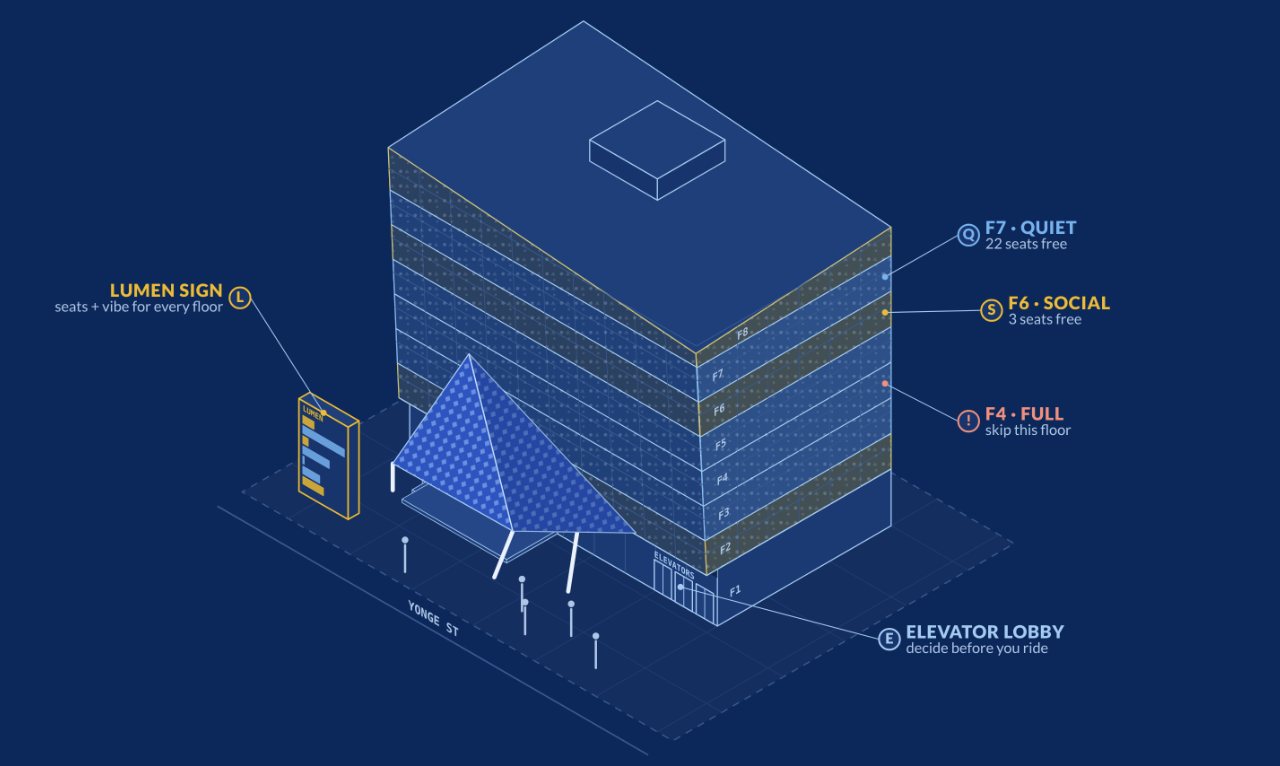 F7 · QUIET
22 seats free
Q
LUMEN SIGN
seats + vibe for every floor
L
F6 · SOCIAL
3 seats free
S
F8
F7
F6
F5
F4
F3
F2
F1
F4 · FULL
skip this floor
!
LUMEN
ELEVATORS
YONGE ST
E
ELEVATOR LOBBY
decide before you ride